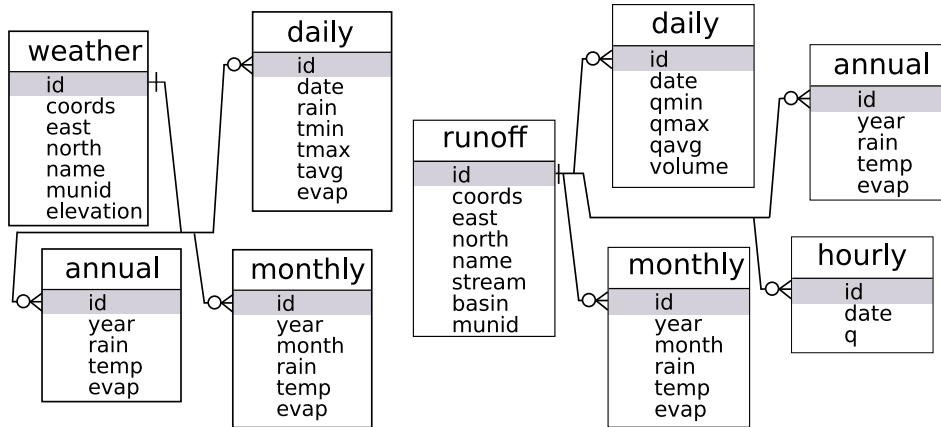 weather
id
coords
east
north
name
munid
elevation
daily
id
date
rain
tmin
tmax
tavg
evap
annual
id
year
rain
temp
evap
monthly
id
year
month
rain
temp
evap
runoff
id
coords
east
north
name
stream
basin
munid
daily
id
date
qmin
qmax
qavg
volume
annual
id
year
rain
temp
evap
monthly
id
year
month
rain
temp
evap
hourly
id
date
q